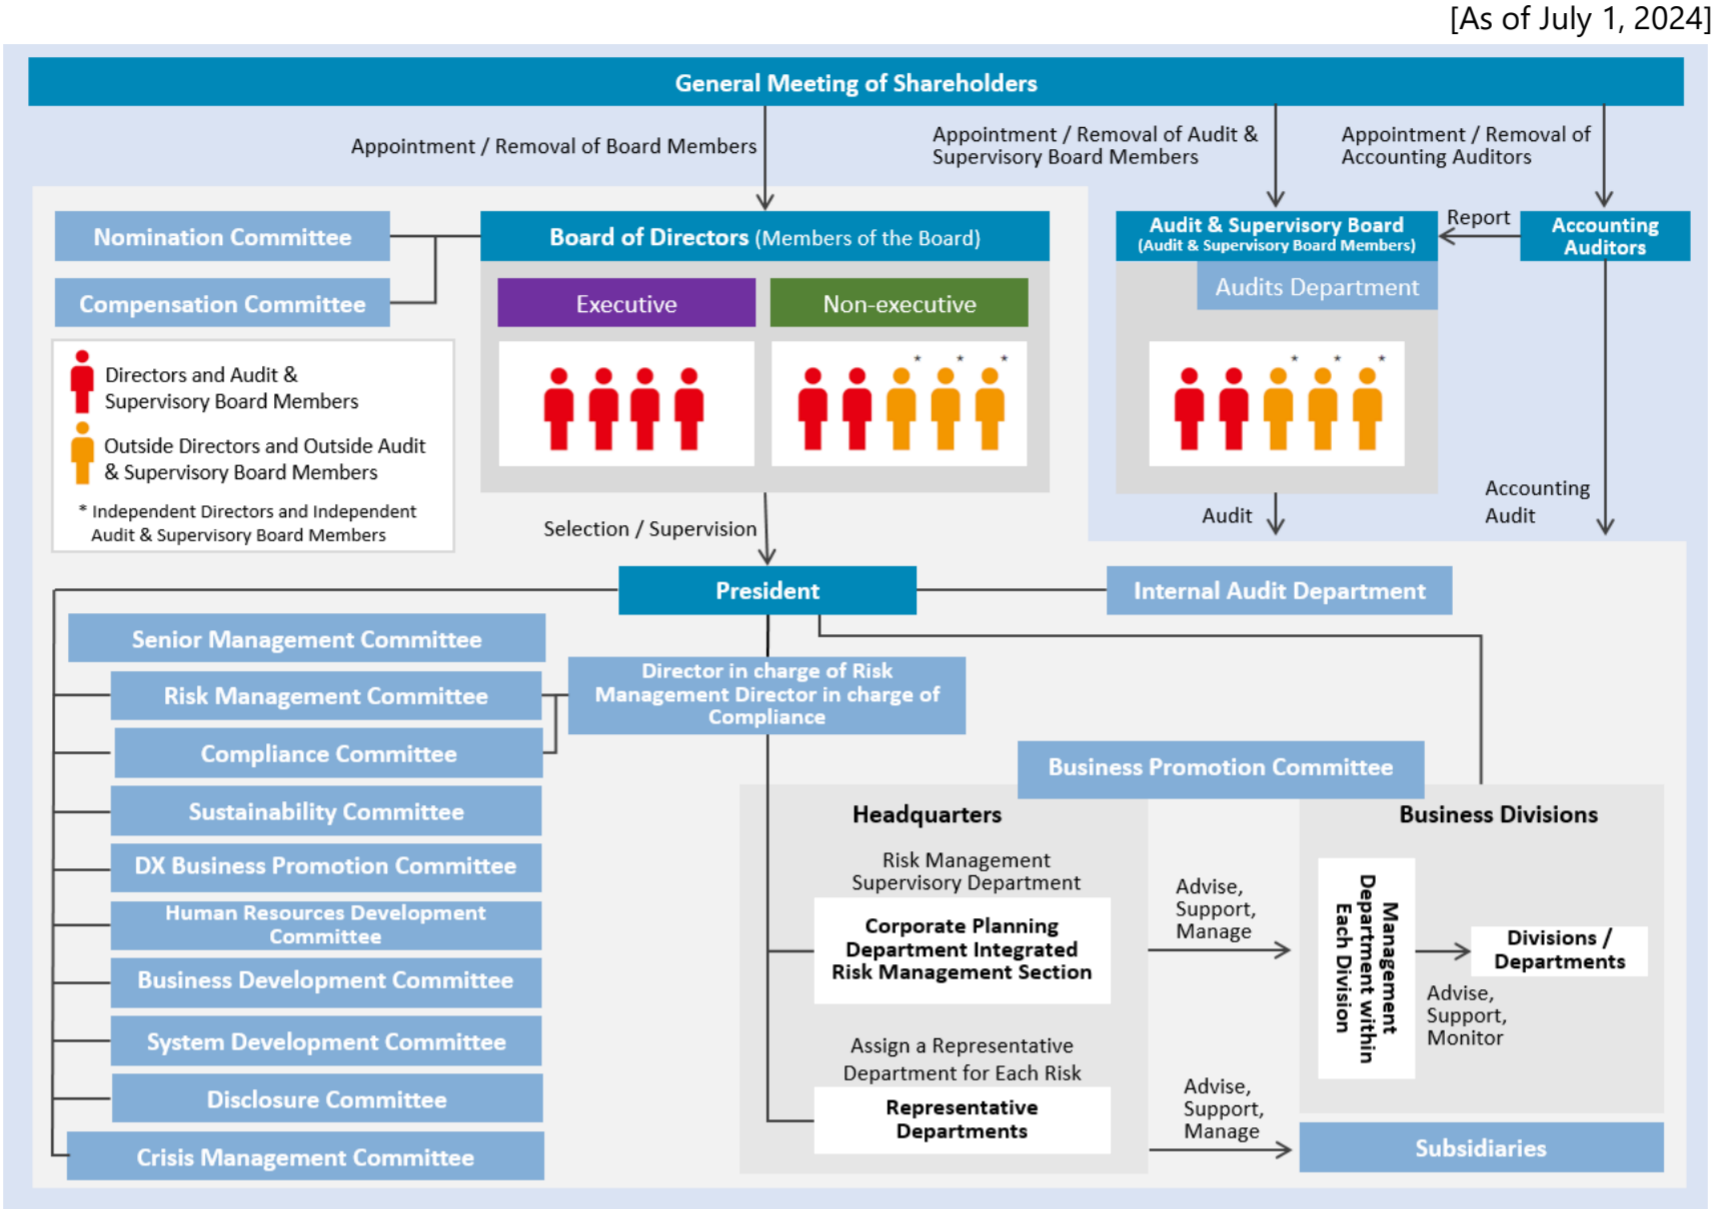 [As of July 1, 2024]
General Meeting of Shareholders
Appointment / Removal of Board Members
Appointment / Removal of Audit &
Supervisory Board Members
Appointment / Removal of
Accounting Auditors
Nomination Committee
Compensation Committee
Board of Directors (Members of the Board)
Executive
Non-executive
* * *
Audit & Supervisory Board
(Audit & Supervisory Board Members)
Audits Department
* * *
Report
Accounting
Auditors
Directors and Audit &
Supervisory Board Members
Outside Directors and Outside Audit
& Supervisory Board Members
* Independent Directors and Independent
Audit & Supervisory Board Members
Selection / Supervision
Audit
Accounting
Audit
President
Internal Audit Department
Senior Management Committee
Risk Management Committee
Compliance Committee
Sustainability Committee
DX Business Promotion Committee
Human Resources Development
Committee
Business Development Committee
System Development Committee
Disclosure Committee
Crisis Management Committee
Director in charge of Risk
Management Director in charge of
Compliance
Business Promotion Committee
Headquarters
Risk Management
Supervisory Department
Corporate Planning
Department Integrated
Risk Management Section
Assign a Representative
Department for Each Risk
Representative
Departments
Advise,
Support,
Manage
Advise,
Support,
Manage
Business Divisions
Management
Department within
Each Division
Divisions /
Departments
Advise,
Support,
Monitor
Subsidiaries